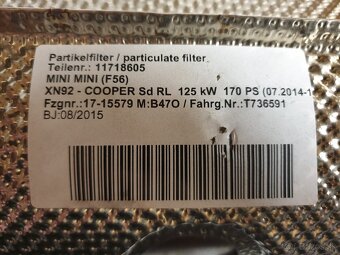 Partikelfilter / particulate filter
Teilenr.: 11718605
MINI MINI (F56)
XN92 - COOPER Sd RL 125 kW 170 PS (07.2014-
Fzgnr.:17-15579 M:B47O / Fahrg.Nr.:T736591
BJ:08/2015